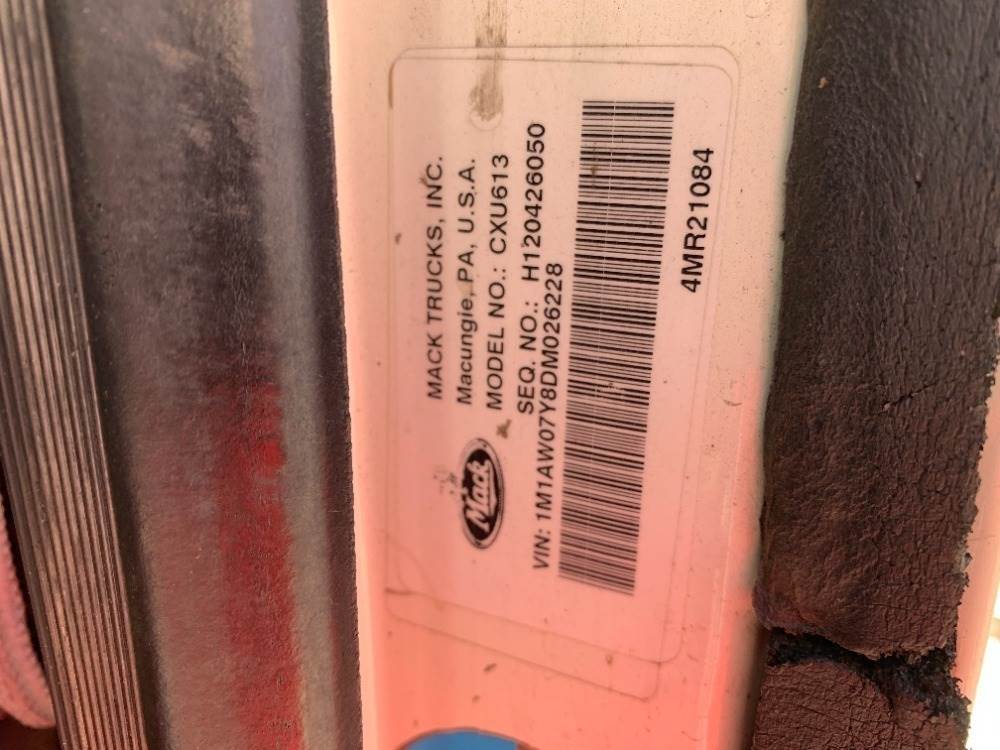 MACK TRUCKS, INC.
Macungie, PA, U.S.A.
MODEL NO.: CXU613
SEQ. NO.: H120426050
Mack
VIN: 1M1AW07Y8DM026228
4MR21084